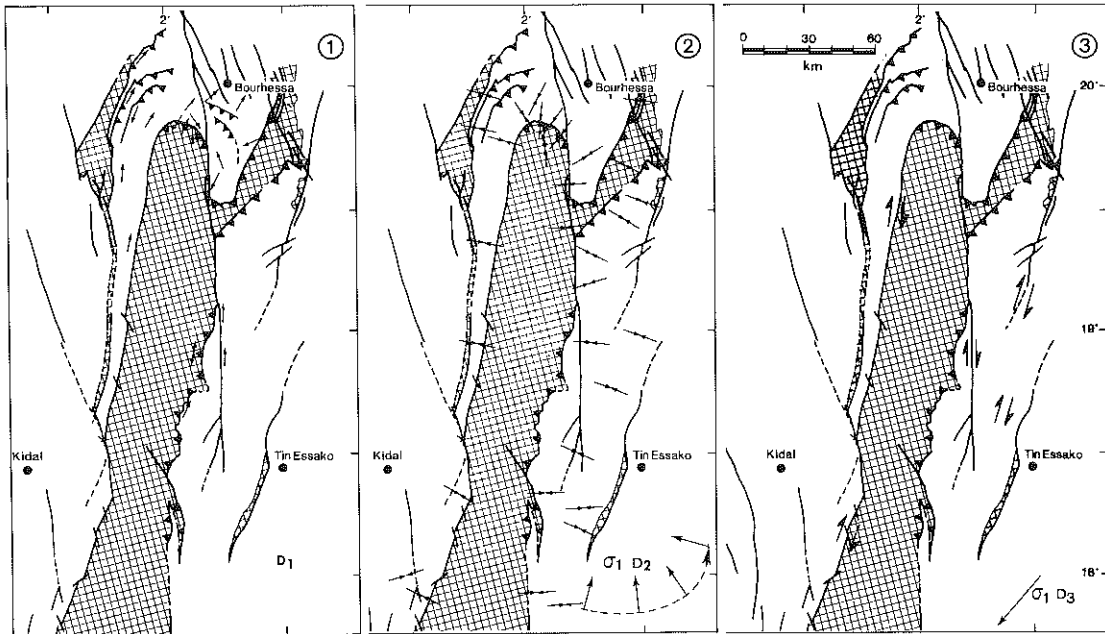 2°
①
Bourhessa
Kidal
Tin Essako
D1
2°
②
Bourhessa
Kidal
Tin Essako
σ1 D2
0 30 60
km
2°
③
Bourhessa
20°
19°
Kidal
Tin Essako
18°
σ1 D3